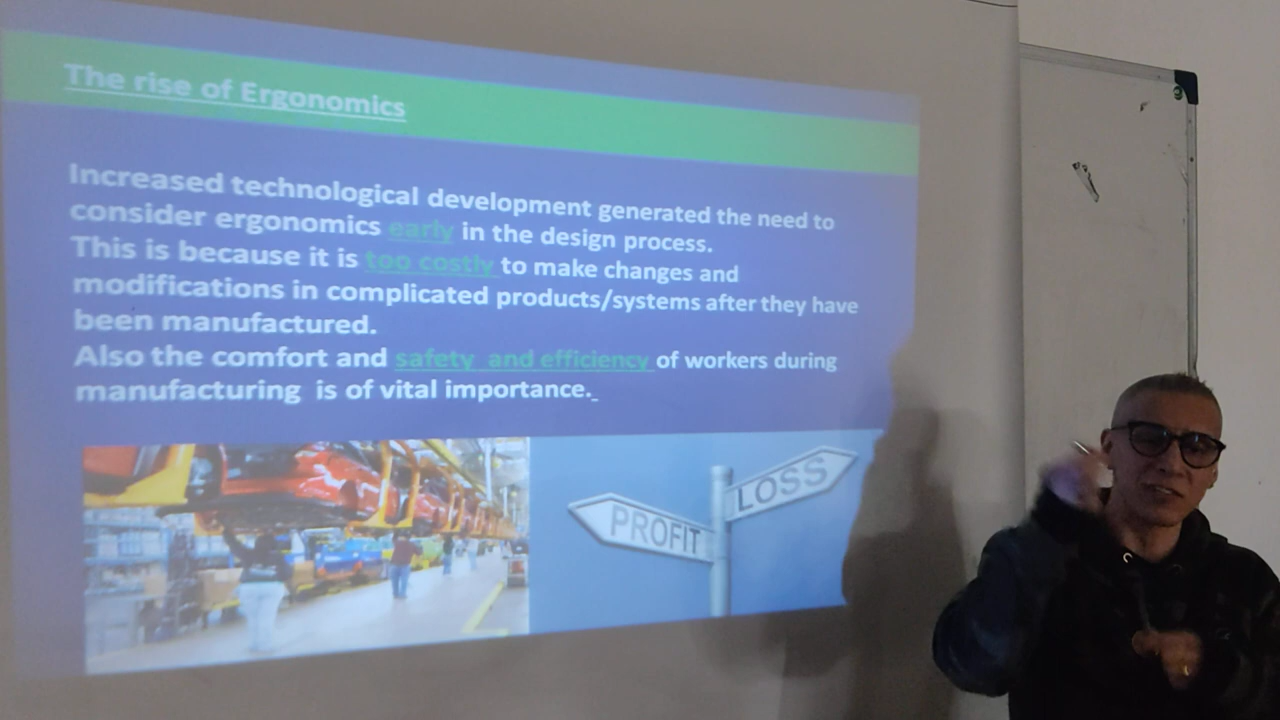 The rise of Ergonomics
Increased technological development generated the need to
consider ergonomics early in the design process.
This is because it is too costly to make changes and
modifications in complicated products/systems after they have
been manufactured.
Also the comfort and safety and efficiency of workers during
manufacturing is of vital importance.
PROFIT
LOSS